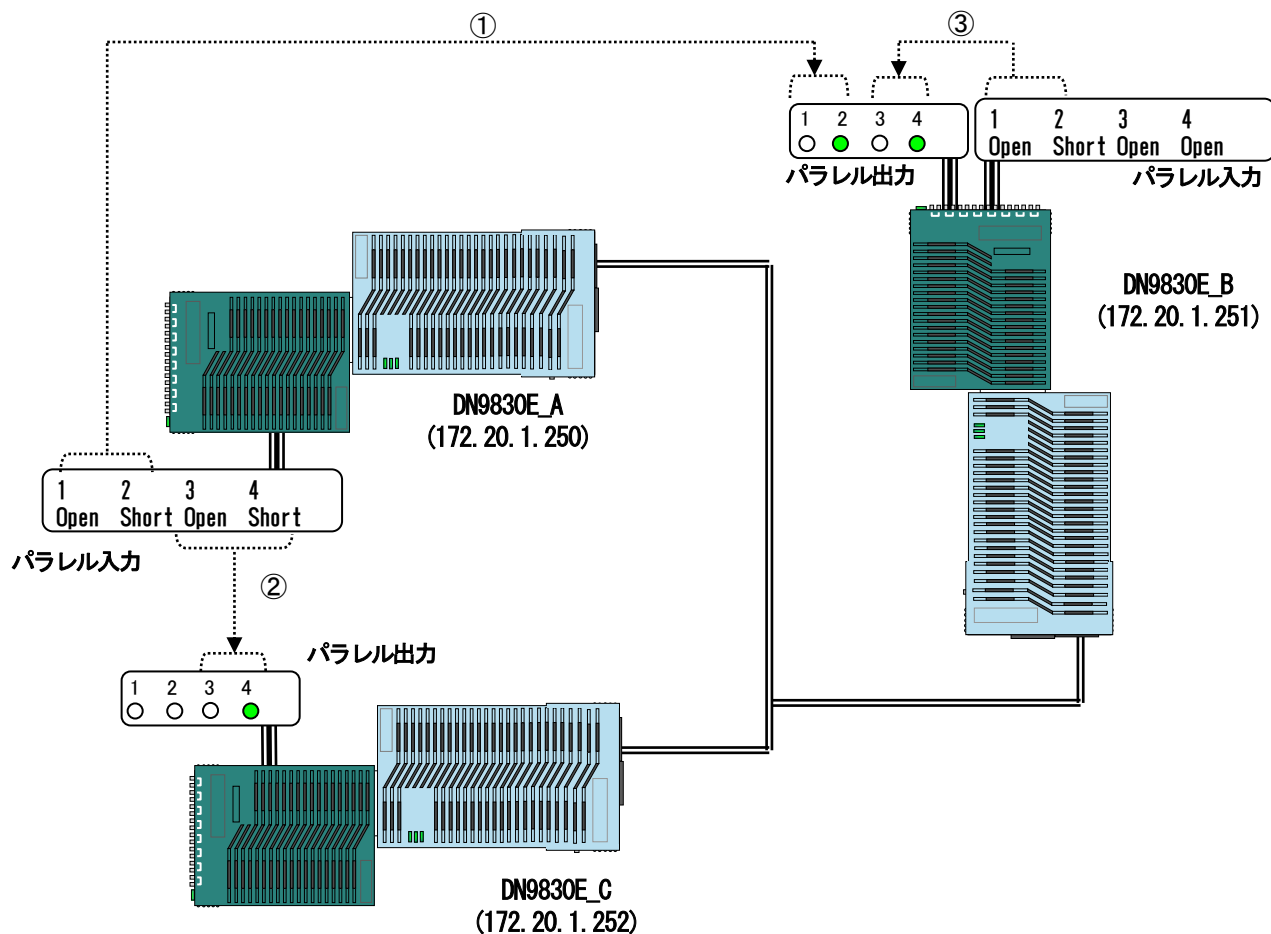 ① ③
1 2 3 4
パラレル出力
1 2 3 4
Open Short Open Open
パラレル入力
DN9830E_B
(172.20.1.251)
DN9830E_A
(172.20.1.250)
1 2 3 4
Open Short Open Short
パラレル入力
②
パラレル出力
1 2 3 4
DN9830E_C
(172.20.1.252)